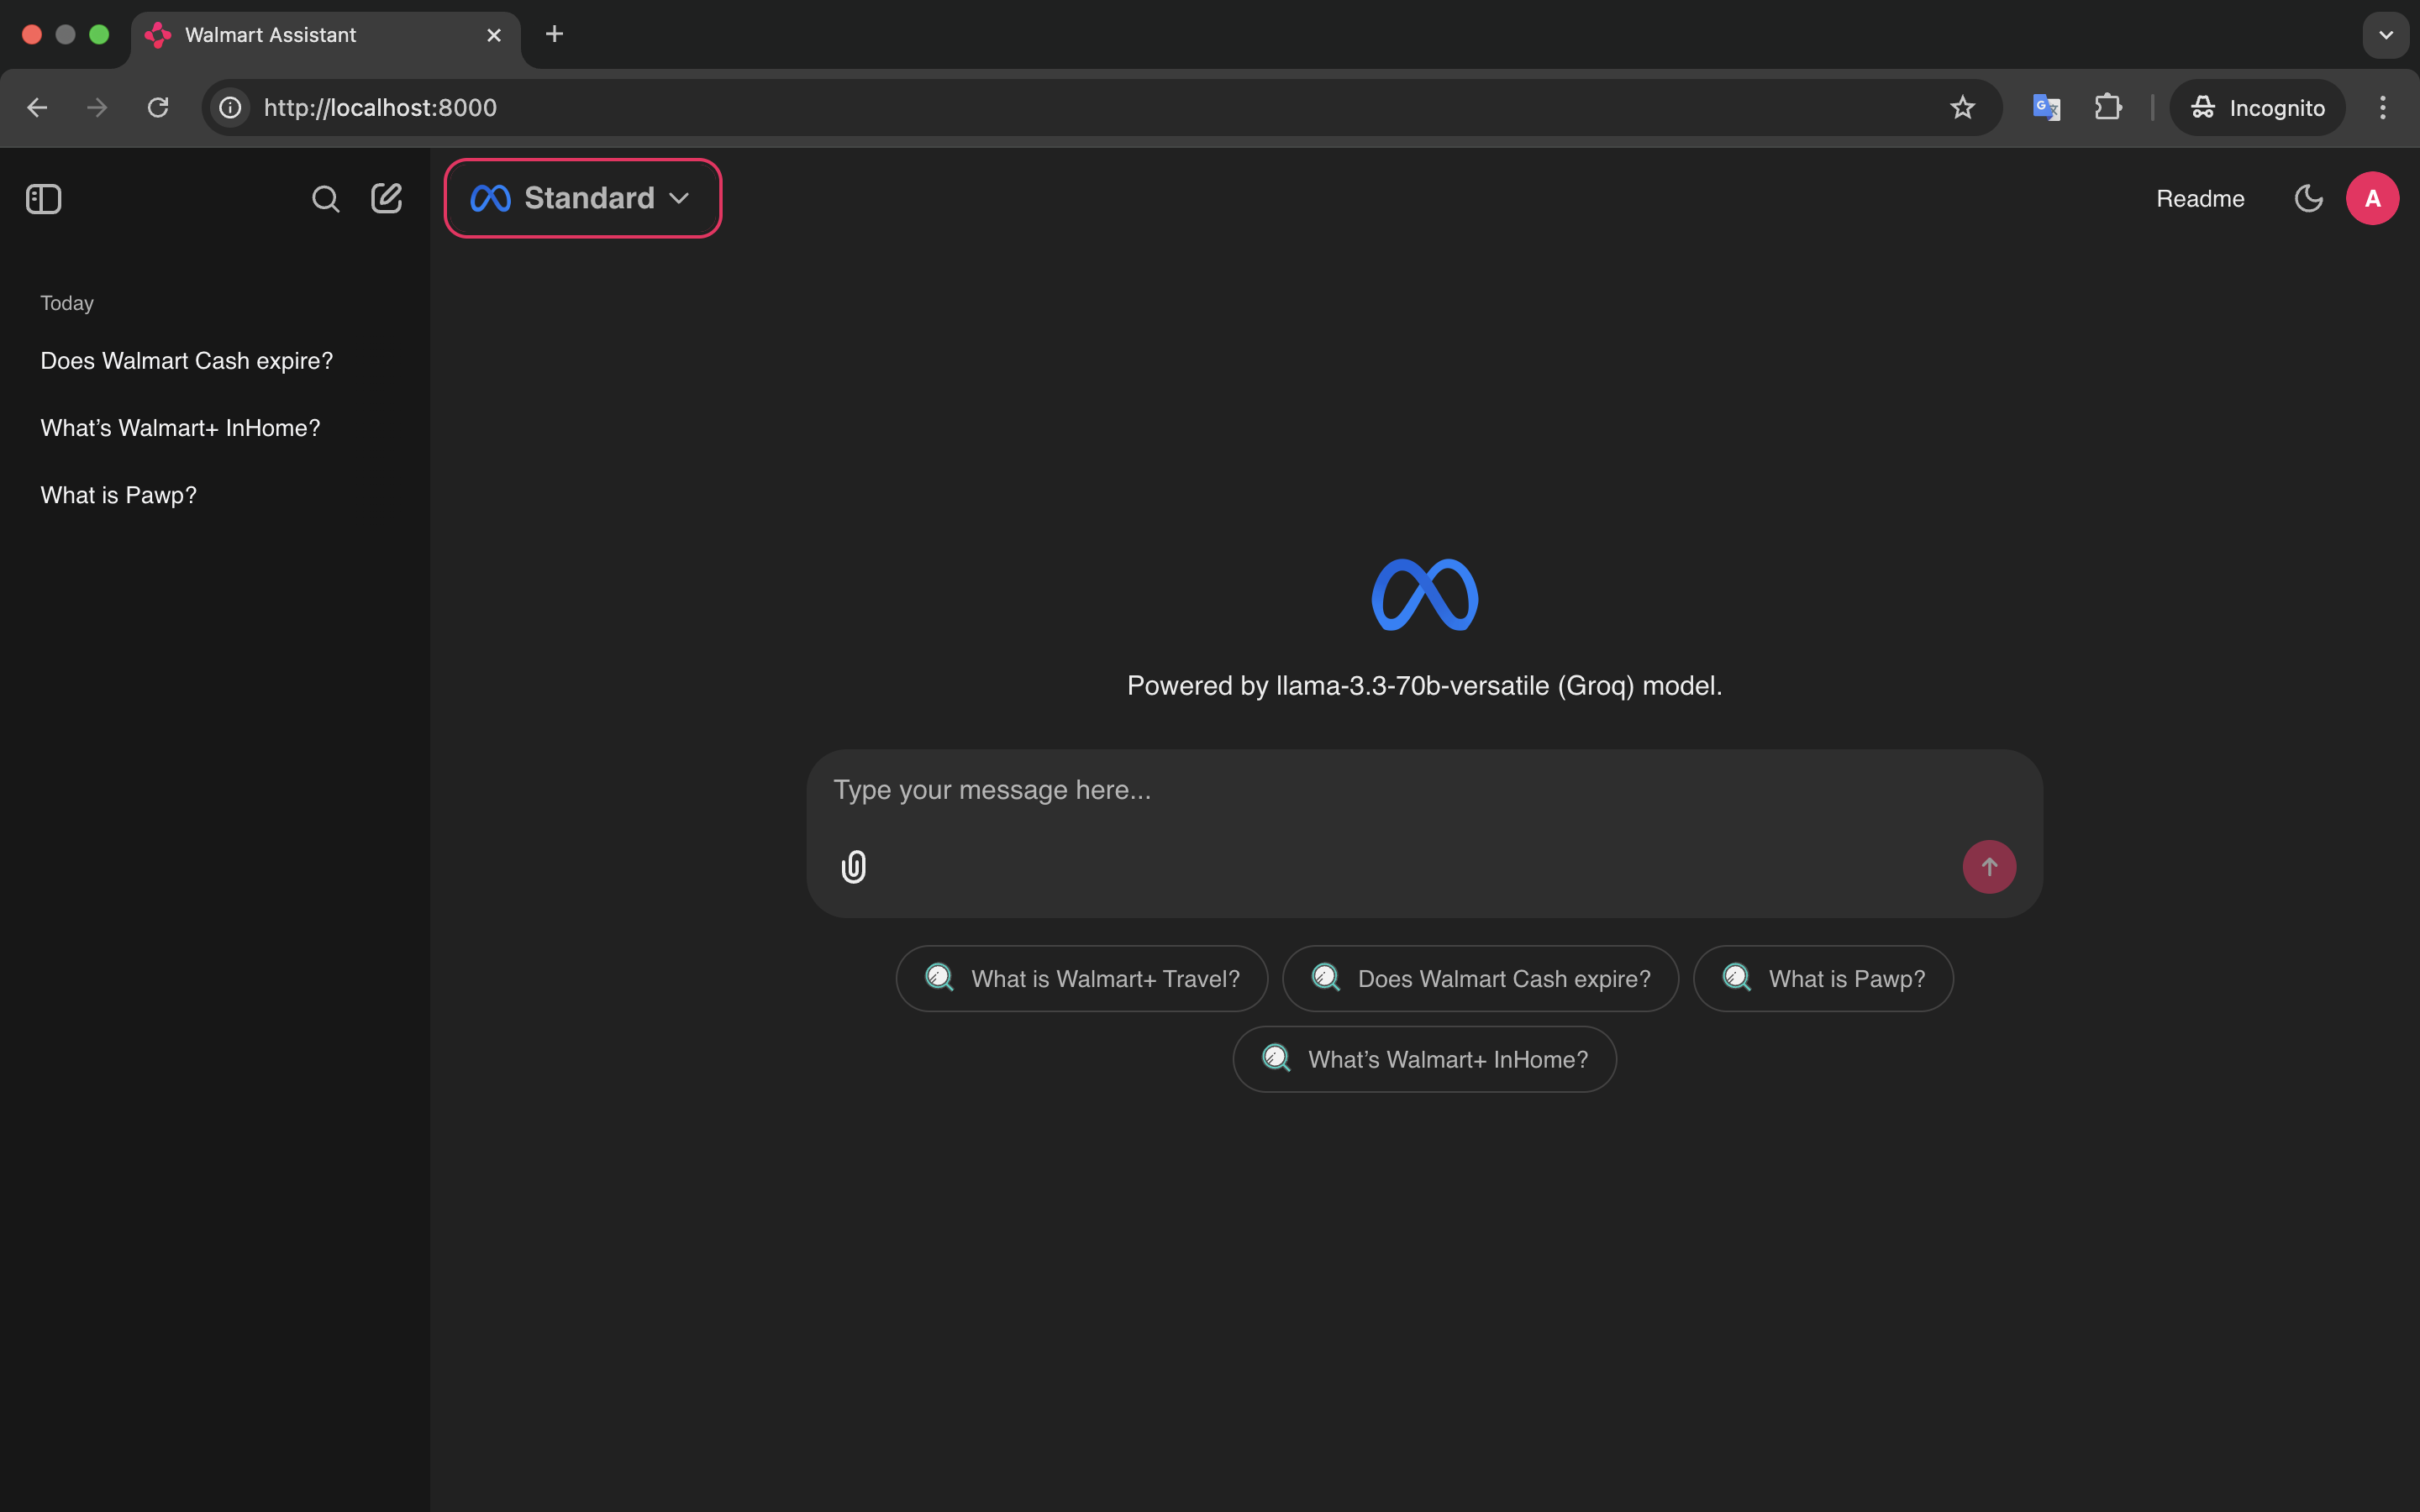 Walmart Assistant
http://localhost:8000
Incognito
Standard
Readme
A
Today
Does Walmart Cash expire?
What’s Walmart+ InHome?
What is Pawp?
Powered by llama-3.3-70b-versatile (Groq) model.
Type your message here...
What is Walmart+ Travel?
Does Walmart Cash expire?
What is Pawp?
What’s Walmart+ InHome?